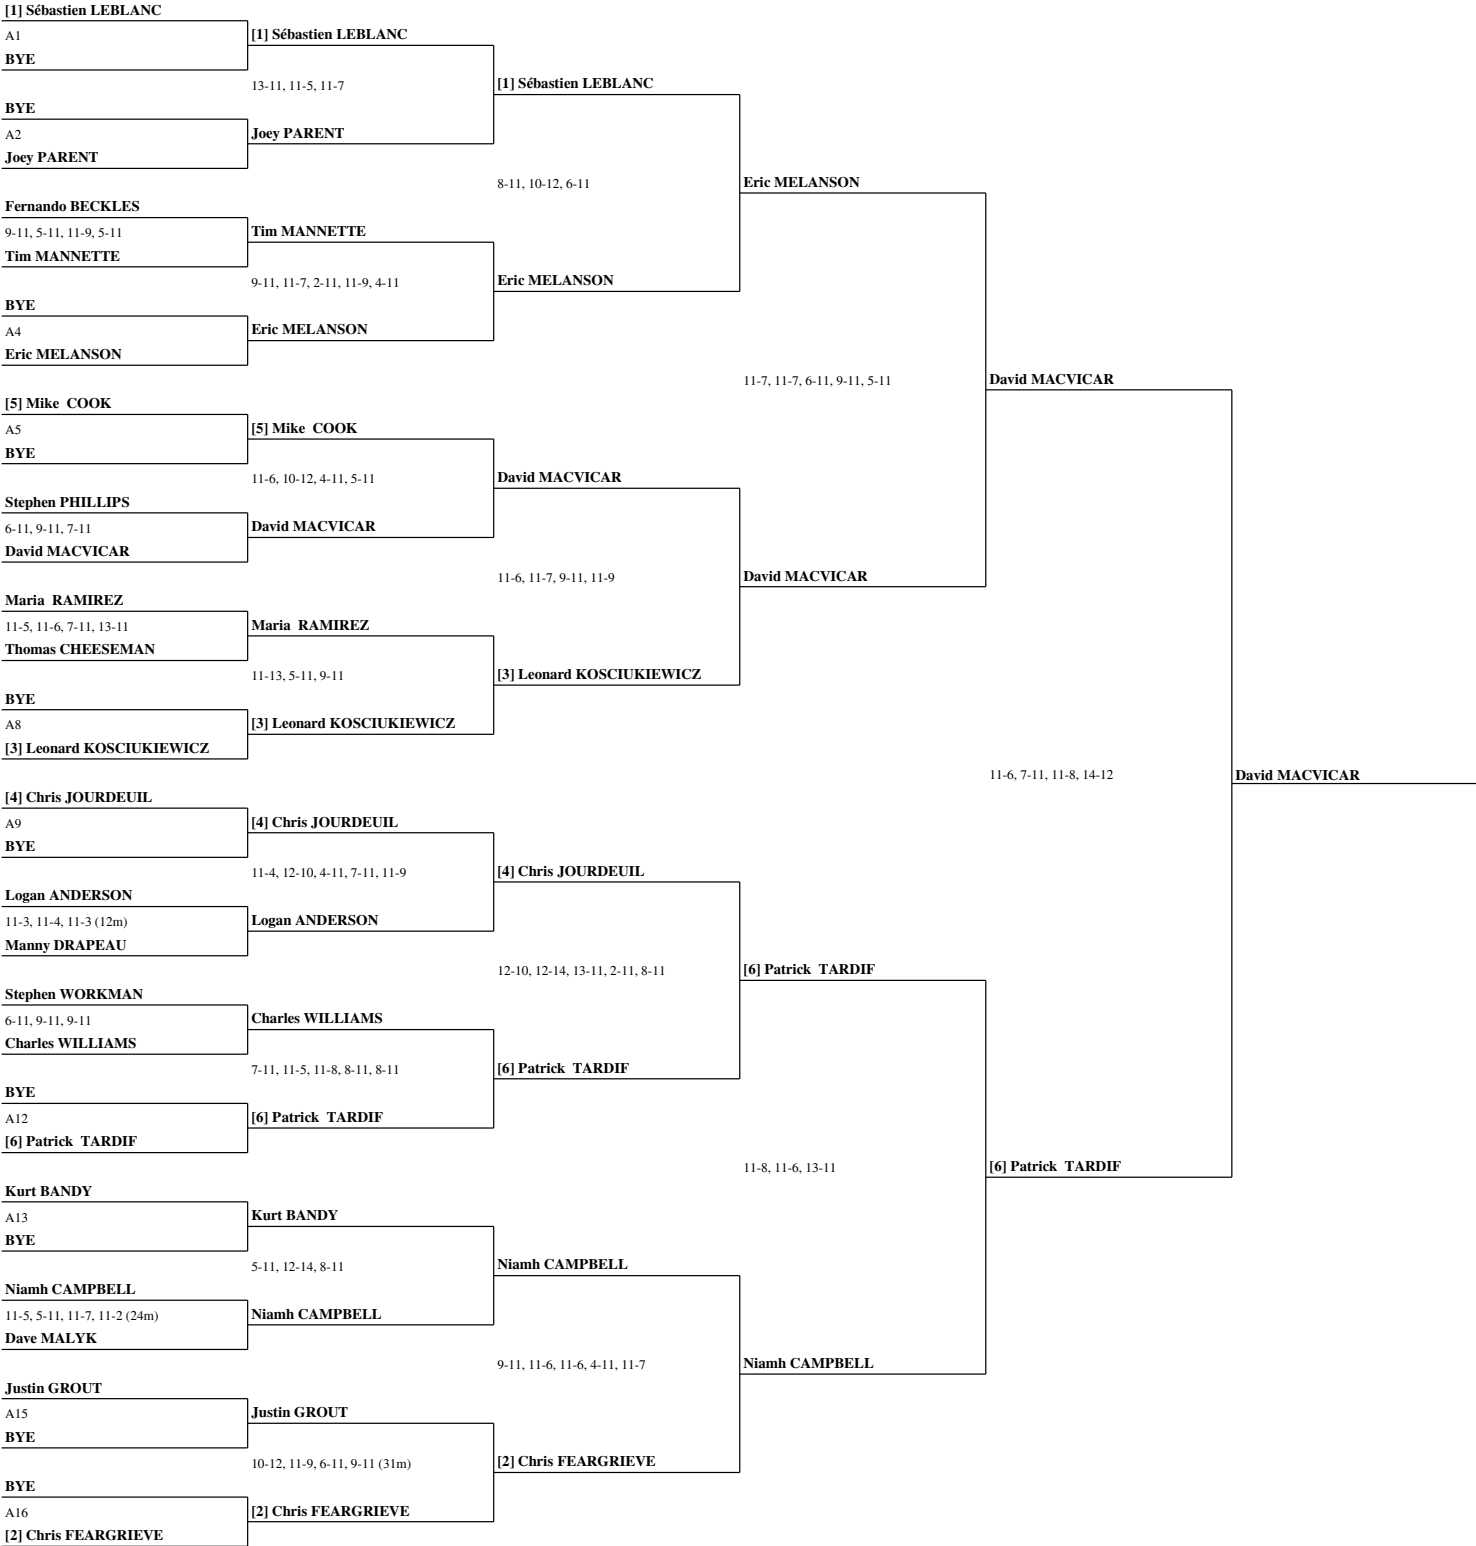 [1] Sébastien LEBLANC
A1
BYE
BYE
A2
Joey PARENT
Fernando BECKLES
9-11, 5-11, 11-9, 5-11
Tim MANNETTE
BYE
A4
Eric MELANSON
[5] Mike COOK
A5
BYE
Stephen PHILLIPS
6-11, 9-11, 7-11
David MACVICAR
Maria RAMIREZ
11-5, 11-6, 7-11, 13-11
Thomas CHEESEMAN
BYE
A8
[3] Leonard KOSCIUKIEWICZ
[4] Chris JOURDEUIL
A9
BYE
Logan ANDERSON
11-3, 11-4, 11-3 (12m)
Manny DRAPEAU
Stephen WORKMAN
6-11, 9-11, 9-11
Charles WILLIAMS
BYE
A12
[6] Patrick TARDIF
Kurt BANDY
A13
BYE
Niamh CAMPBELL
11-5, 5-11, 11-7, 11-2 (24m)
Dave MALYK
Justin GROUT
A15
BYE
BYE
A16
[2] Chris FEARGRIEVE
[1] Sébastien LEBLANC
13-11, 11-5, 11-7
Joey PARENT
Tim MANNETTE
9-11, 11-7, 2-11, 11-9, 4-11
Eric MELANSON
[5] Mike COOK
11-6, 10-12, 4-11, 5-11
David MACVICAR
Maria RAMIREZ
11-13, 5-11, 9-11
[3] Leonard KOSCIUKIEWICZ
[4] Chris JOURDEUIL
11-4, 12-10, 4-11, 7-11, 11-9
Logan ANDERSON
Charles WILLIAMS
7-11, 11-5, 11-8, 8-11, 8-11
[6] Patrick TARDIF
Kurt BANDY
5-11, 12-14, 8-11
Niamh CAMPBELL
Justin GROUT
10-12, 11-9, 6-11, 9-11 (31m)
[2] Chris FEARGRIEVE
[1] Sébastien LEBLANC
8-11, 10-12, 6-11
Eric MELANSON
David MACVICAR
11-6, 11-7, 9-11, 11-9
[3] Leonard KOSCIUKIEWICZ
[4] Chris JOURDEUIL
12-10, 12-14, 13-11, 2-11, 8-11
[6] Patrick TARDIF
Niamh CAMPBELL
9-11, 11-6, 11-6, 4-11, 11-7
[2] Chris FEARGRIEVE
Eric MELANSON
11-7, 11-7, 6-11, 9-11, 5-11
David MACVICAR
[6] Patrick TARDIF
11-8, 11-6, 13-11
Niamh CAMPBELL
David MACVICAR
11-6, 7-11, 11-8, 14-12
[6] Patrick TARDIF
David MACVICAR